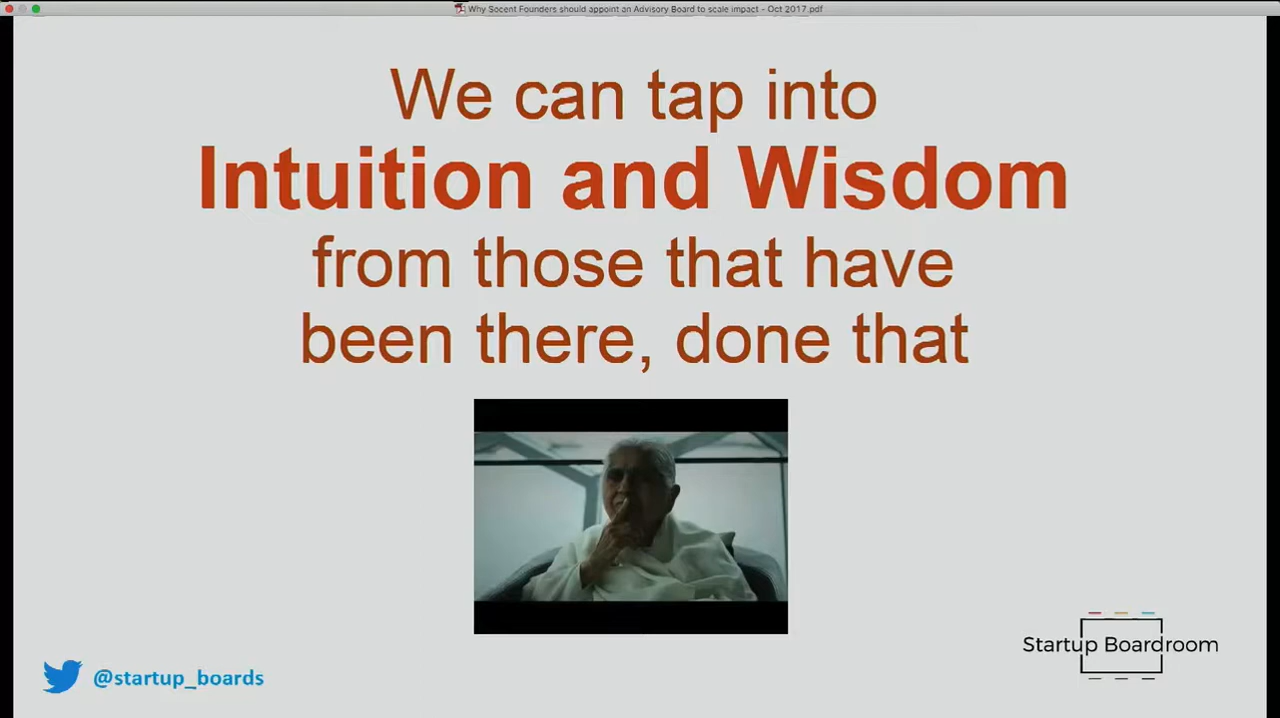 Why Socent Founders should appoint an Advisory Board to scale impact - Oct 2017.pdf
We can tap into
Intuition and Wisdom
from those that have
been there, done that
Startup Boardroom
@startup_boards